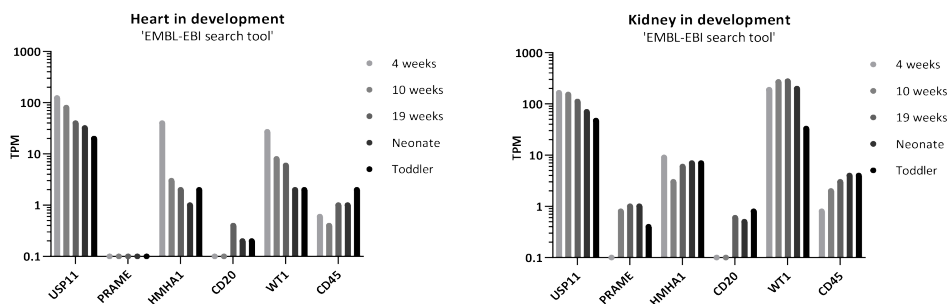 Heart in development
'EMBL-EBI search tool'
1000
100
10
1
0.1
TPM
USP11
PRAME
HMHA1
CD20
WT1
CD45
4 weeks
10 weeks
19 weeks
Neonate
Toddler
Kidney in development
'EMBL-EBI search tool'
1000
100
10
1
0.1
TPM
USP11
PRAME
HMHA1
CD20
WT1
CD45
4 weeks
10 weeks
19 weeks
Neonate
Toddler